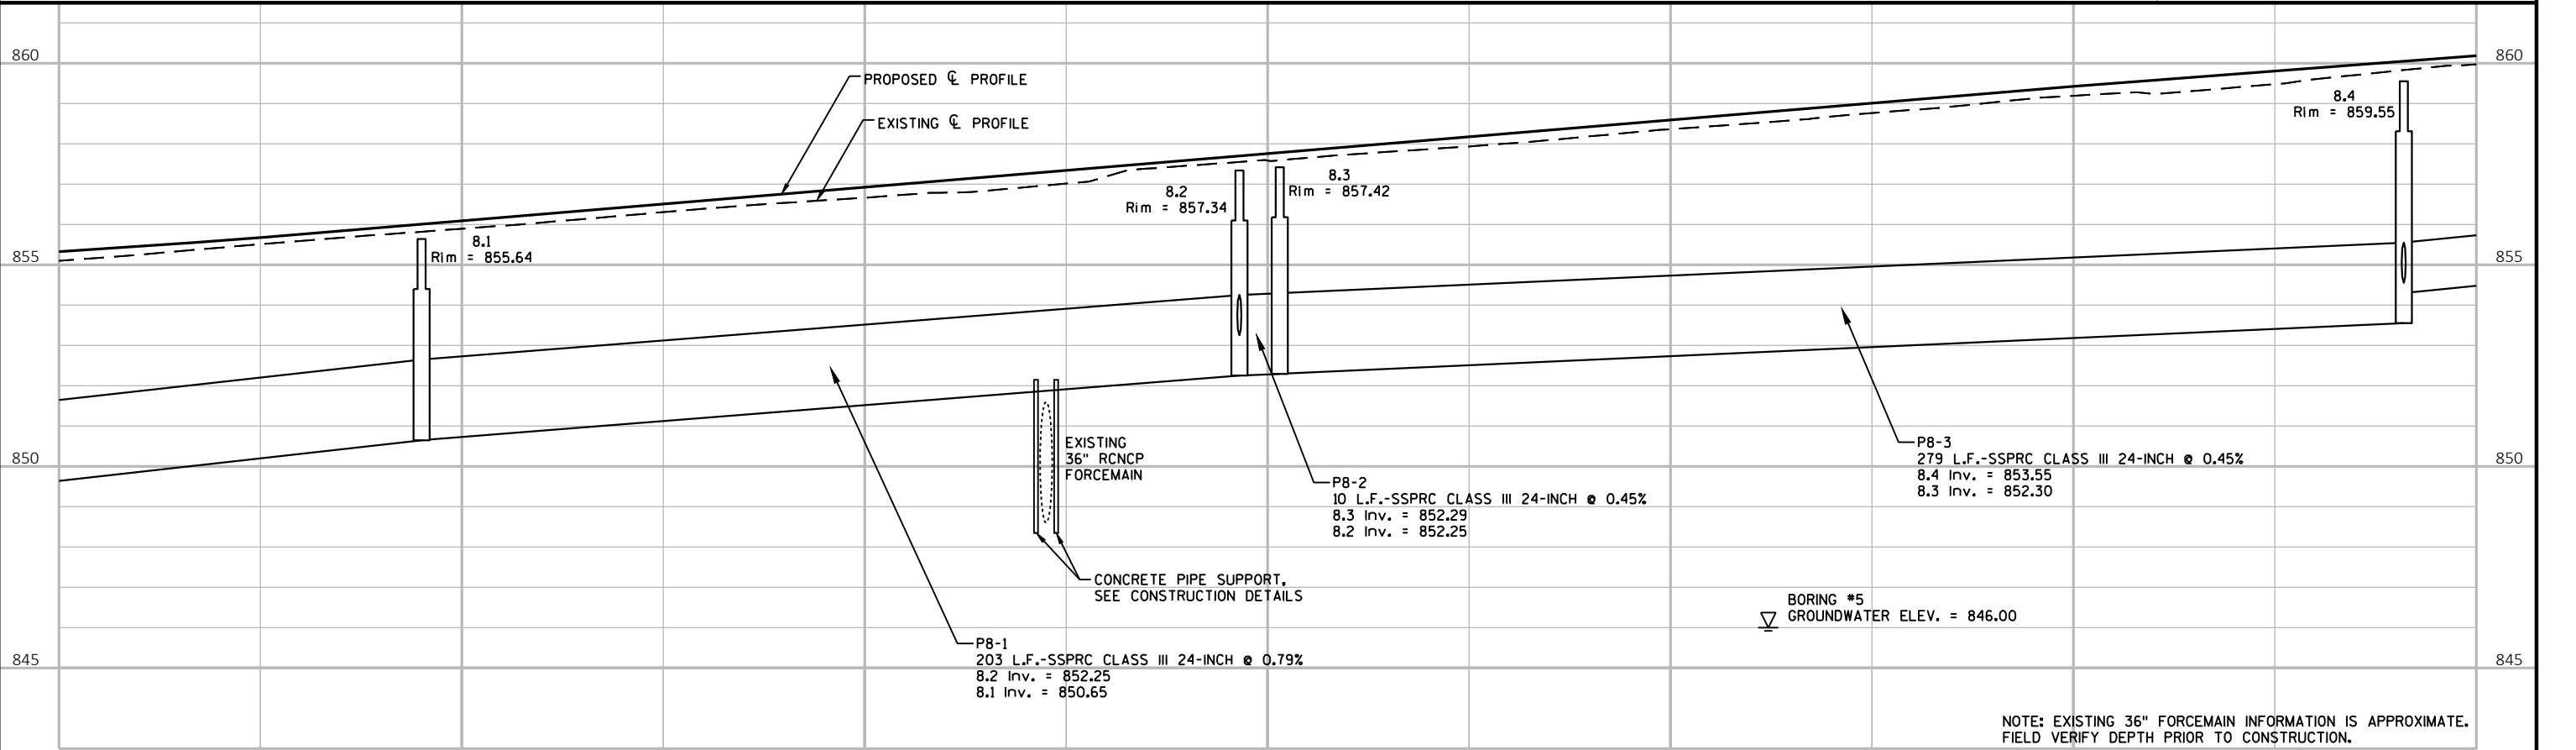 860
860
PROPOSED ℄ PROFILE
EXISTING ℄ PROFILE
8.4
Rim = 859.55
8.3
Rim = 857.42
8.2
Rim = 857.34
8.1
Rim = 855.64
855
855
EXISTING
36" RCNCP
FORCEMAIN
850
850
P8-3
279 L.F.-SSPRC CLASS III 24-INCH @ 0.45%
8.4 Inv. = 853.55
8.3 Inv. = 852.30
P8-2
10 L.F.-SSPRC CLASS III 24-INCH @ 0.45%
8.3 Inv. = 852.29
8.2 Inv. = 852.25
CONCRETE PIPE SUPPORT,
SEE CONSTRUCTION DETAILS
BORING #5
GROUNDWATER ELEV. = 846.00
P8-1
203 L.F.-SSPRC CLASS III 24-INCH @ 0.79%
8.2 Inv. = 852.25
8.1 Inv. = 850.65
845
845
NOTE: EXISTING 36" FORCEMAIN INFORMATION IS APPROXIMATE.
FIELD VERIFY DEPTH PRIOR TO CONSTRUCTION.